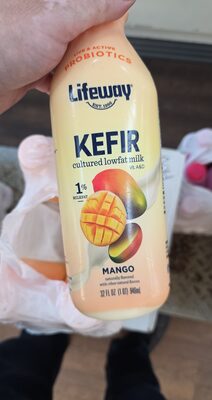 LIVE & ACTIVE
PROBIOTICS
Lifeway
EST. 1986
KEFIR
cultured lowfat milk
Vit. A&D
1%
MILKFAT
MANGO
naturally flavored
with other natural flavors
32 FL OZ (1 QT) 946mL